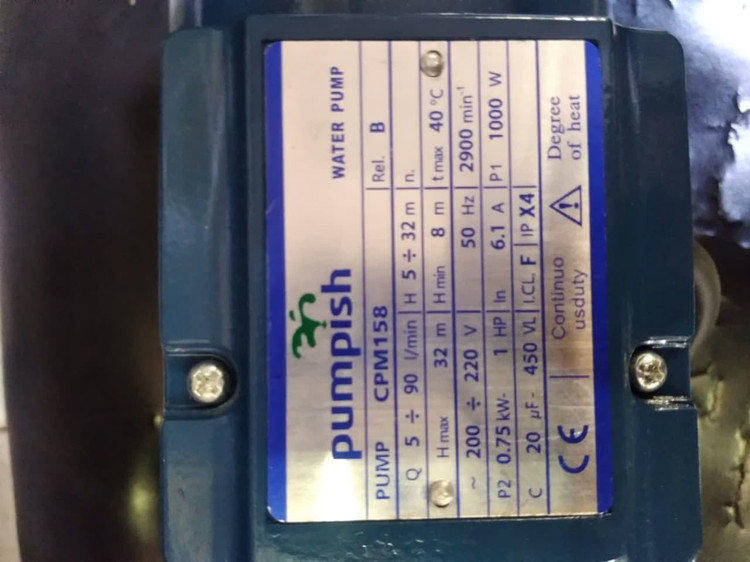 pumpish
WATER PUMP
PUMP CPM158 Rel. B
Q 5 ÷ 90 l/min H 5 ÷ 32 m n.
H max 32 m H min 8 m t max 40 °C
~ 200 ÷ 220 V 50 Hz 2900 min⁻¹
P2 0.75 kW- 1 HP In 6.1 A P1 1000 W
C 20 µF- 450 VL I.CL. F IP X4
CE Continuo Degree
usduty of heat